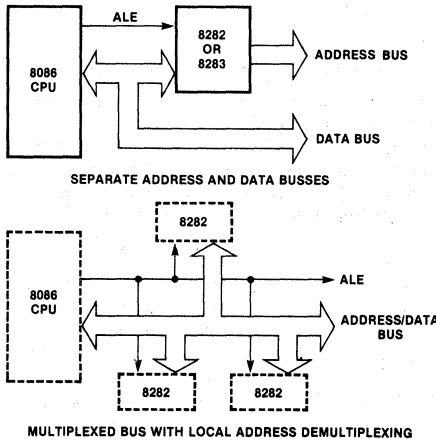 ALE
8086
CPU
8282
OR
8283
ADDRESS BUS
DATA BUS
SEPARATE ADDRESS AND DATA BUSSES
8282
8086
CPU
ALE
ADDRESS/DATA
BUS
8282
8282
MULTIPLEXED BUS WITH LOCAL ADDRESS DEMULTIPLEXING